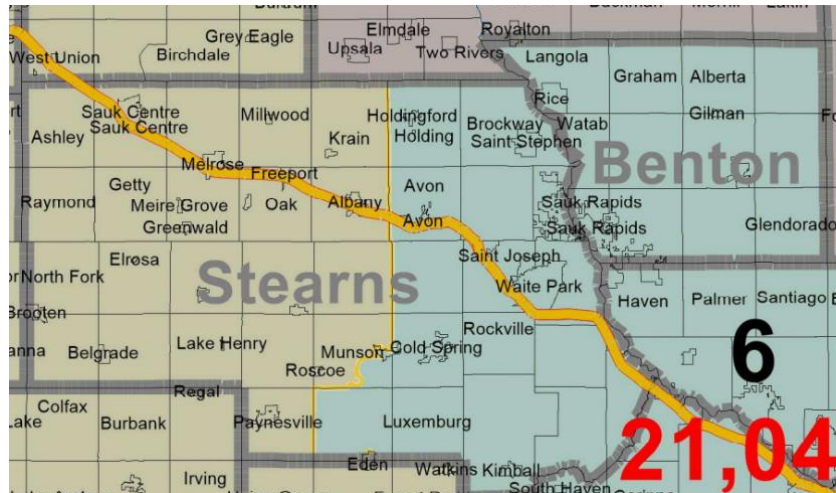 Elmdale
Royalton
Grey Eagle
Upsala
Two Rivers
West Union
Birchdale
Langola
Graham
Alberta
Rice
Sauk Centre
Millwood
Holdingford
Gilman
Sauk Centre
Holding
Brockway
Watab
Ashley
Krain
Saint Stephen
Benton
Melrose
Freeport
Getty
Avon
Raymond
Meire Grove
Oak
Albany
Sauk Rapids
Greenwald
Avon
Sauk Rapids
Glendorado
Elrosa
Saint Joseph
Stearns
North Fork
Waite Park
Haven
Palmer
Santiago
Brooten
Rockville
Lake Henry
Munson
Cold Spring
6
Belgrade
Roscoe
Regal
Colfax
Lake
Burbank
Paynesville
Luxemburg
21,04
Eden
Watkins
Kimball
Irving
South Haven